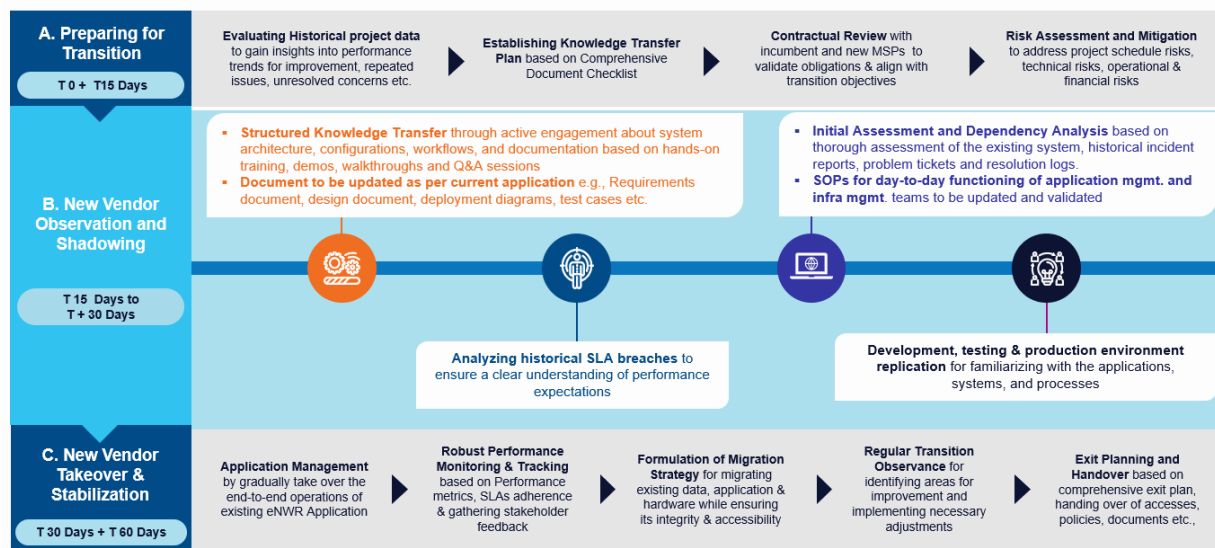 A. Preparing for
Transition
T 0 +  T15 Days
Evaluating Historical project data
to gain insights into performance
trends for improvement, repeated
issues, unresolved concerns etc.
Establishing Knowledge Transfer
Plan based on Comprehensive
Document Checklist
Contractual Review with
incumbent and new MSPs to
validate obligations & align with
transition objectives
Risk Assessment and Mitigation
to address project schedule risks,
technical risks, operational &
financial risks
B. New Vendor
Observation and
Shadowing
T 15 Days to
T + 30 Days
▪ Structured Knowledge Transfer through active engagement about system
architecture, configurations, workflows, and documentation based on hands-on
training, demos, walkthroughs and Q&A sessions
▪ Document to be updated as per current application e.g., Requirements
document, design document, deployment diagrams, test cases etc.
▪ Initial Assessment and Dependency Analysis based on
thorough assessment of the existing system, historical incident
reports, problem tickets and resolution logs.
▪ SOPs for day-to-day functioning of application mgmt. and
infra mgmt. teams to be updated and validated
Analyzing historical SLA breaches to
ensure a clear understanding of performance
expectations
Development, testing & production environment
replication for familiarizing with the applications,
systems, and processes
C. New Vendor
Takeover &
Stabilization
T 30 Days + T 60 Days
Application Management
by gradually take over the
end-to-end operations of
existing eNWR Application
Robust Performance
Monitoring & Tracking
based on Performance
metrics, SLAs adherence
& gathering stakeholder
feedback
Formulation of Migration
Strategy for migrating
existing data, application &
hardware while ensuring
its integrity & accessibility
Regular Transition
Observance for
identifying areas for
improvement and
implementing necessary
adjustments
Exit Planning and
Handover based on
comprehensive exit plan,
handing over of accesses,
policies, documents etc.,